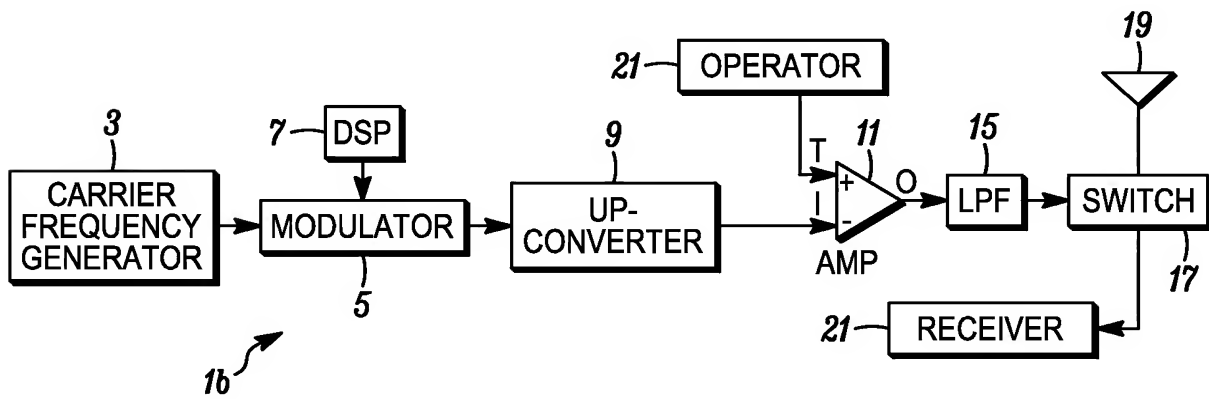 19
21
OPERATOR
3
7
DSP
9
T
11
15
CARRIER
FREQUENCY
GENERATOR
MODULATOR
UP-
CONVERTER
+
I
-
O
LPF
SWITCH
AMP
5
17
21
RECEIVER
1b